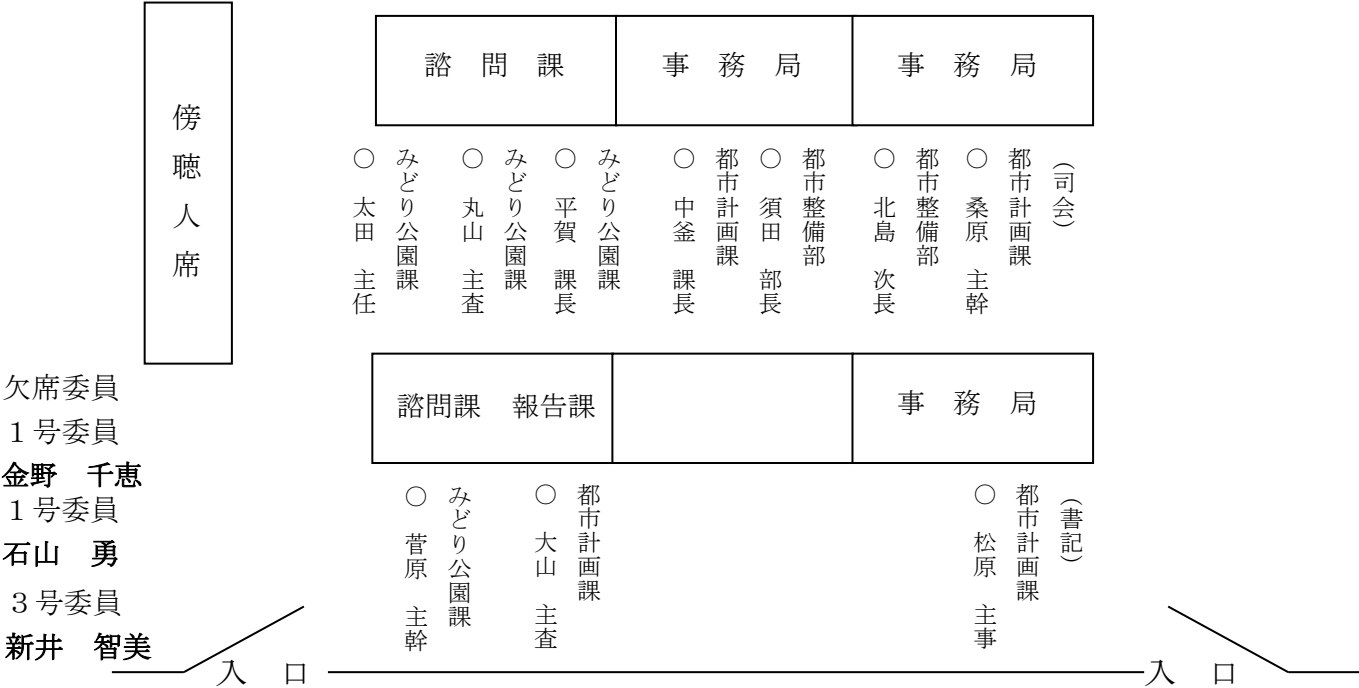 傍聴人席
諮　問　課
事　務　局
事　務　局
（司会）
都市計画課
○　桑原　主幹
都市整備部
○　北島　次長
都市整備部
○　須田　部長
都市計画課
○　中釜　課長
みどり公園課
○　平賀　課長
みどり公園課
○　丸山　主査
みどり公園課
○　太田　主任
諮問課　報告課
事　務　局
（書記）
都市計画課
○　松原　主事
都市計画課
○　大山　主査
みどり公園課
○　菅原　主幹
欠席委員
１号委員
金野　千恵
１号委員
石山　勇
３号委員
新井　智美
入　口
入　口